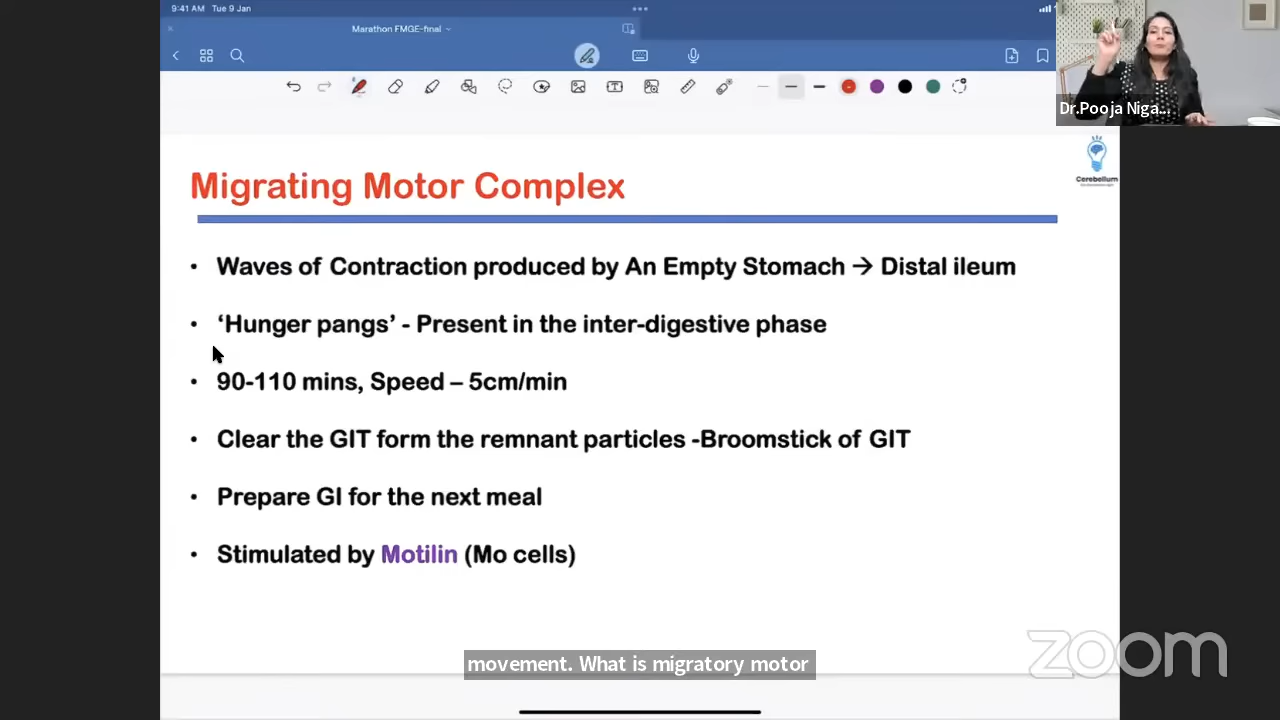 9:41 AM Tue 9 Jan
Marathon FMGE-final
Dr.Pooja Niga...
Cerebellum
Migrating Motor Complex
• Waves of Contraction produced by An Empty Stomach → Distal ileum
• ‘Hunger pangs’ - Present in the inter-digestive phase
• 90-110 mins, Speed – 5cm/min
• Clear the GIT form the remnant particles -Broomstick of GIT
• Prepare GI for the next meal
• Stimulated by Motilin (Mo cells)
movement. What is migratory motor
zoom